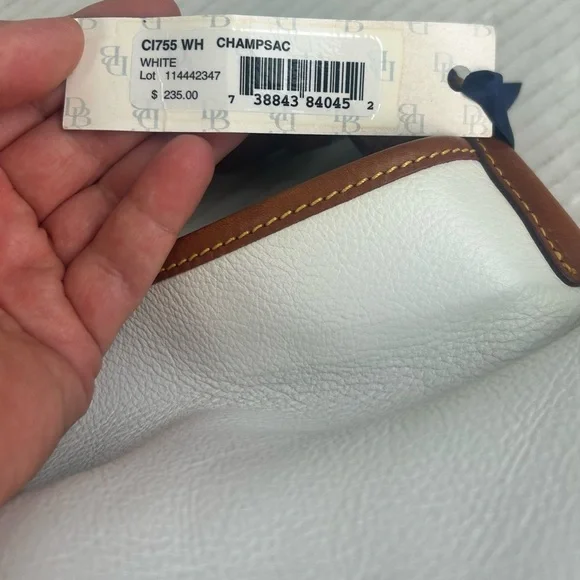 CI755 WH CHAMPSAC
WHITE
Lot 114442347
$ 235.00
7 38843 84045 2